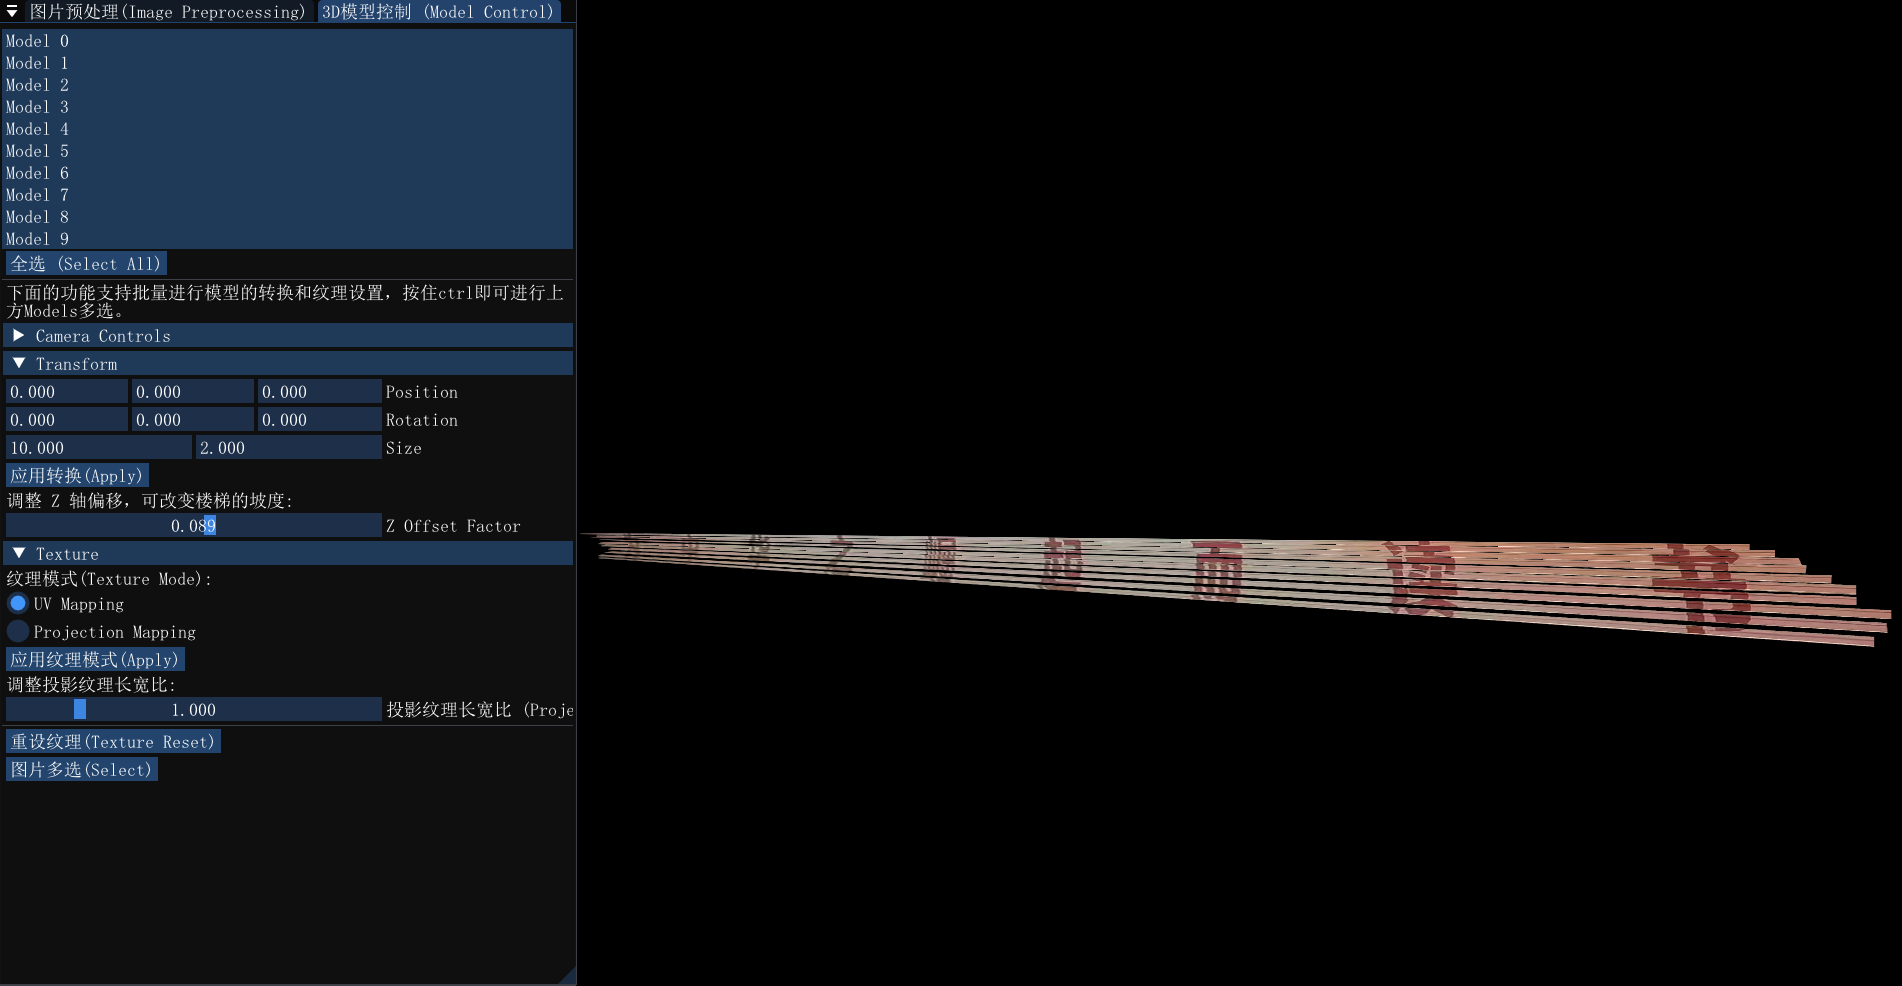 图片预处理(Image Preprocessing) 3D模型控制 (Model Control)
Model 0
Model 1
Model 2
Model 3
Model 4
Model 5
Model 6
Model 7
Model 8
Model 9
全选 (Select All)
下面的功能支持批量进行模型的转换和纹理设置，按住ctrl即可进行上
方Models多选。
Camera Controls
Transform
0.000 0.000 0.000 Position
0.000 0.000 0.000 Rotation
10.000 2.000 Size
应用转换(Apply)
调整 Z 轴偏移，可改变楼梯的坡度:
0.089 Z Offset Factor
Texture
纹理模式(Texture Mode):
UV Mapping
Projection Mapping
应用纹理模式(Apply)
调整投影纹理长宽比:
1.000 投影纹理长宽比 (Proje
重设纹理(Texture Reset)
图片多选(Select)